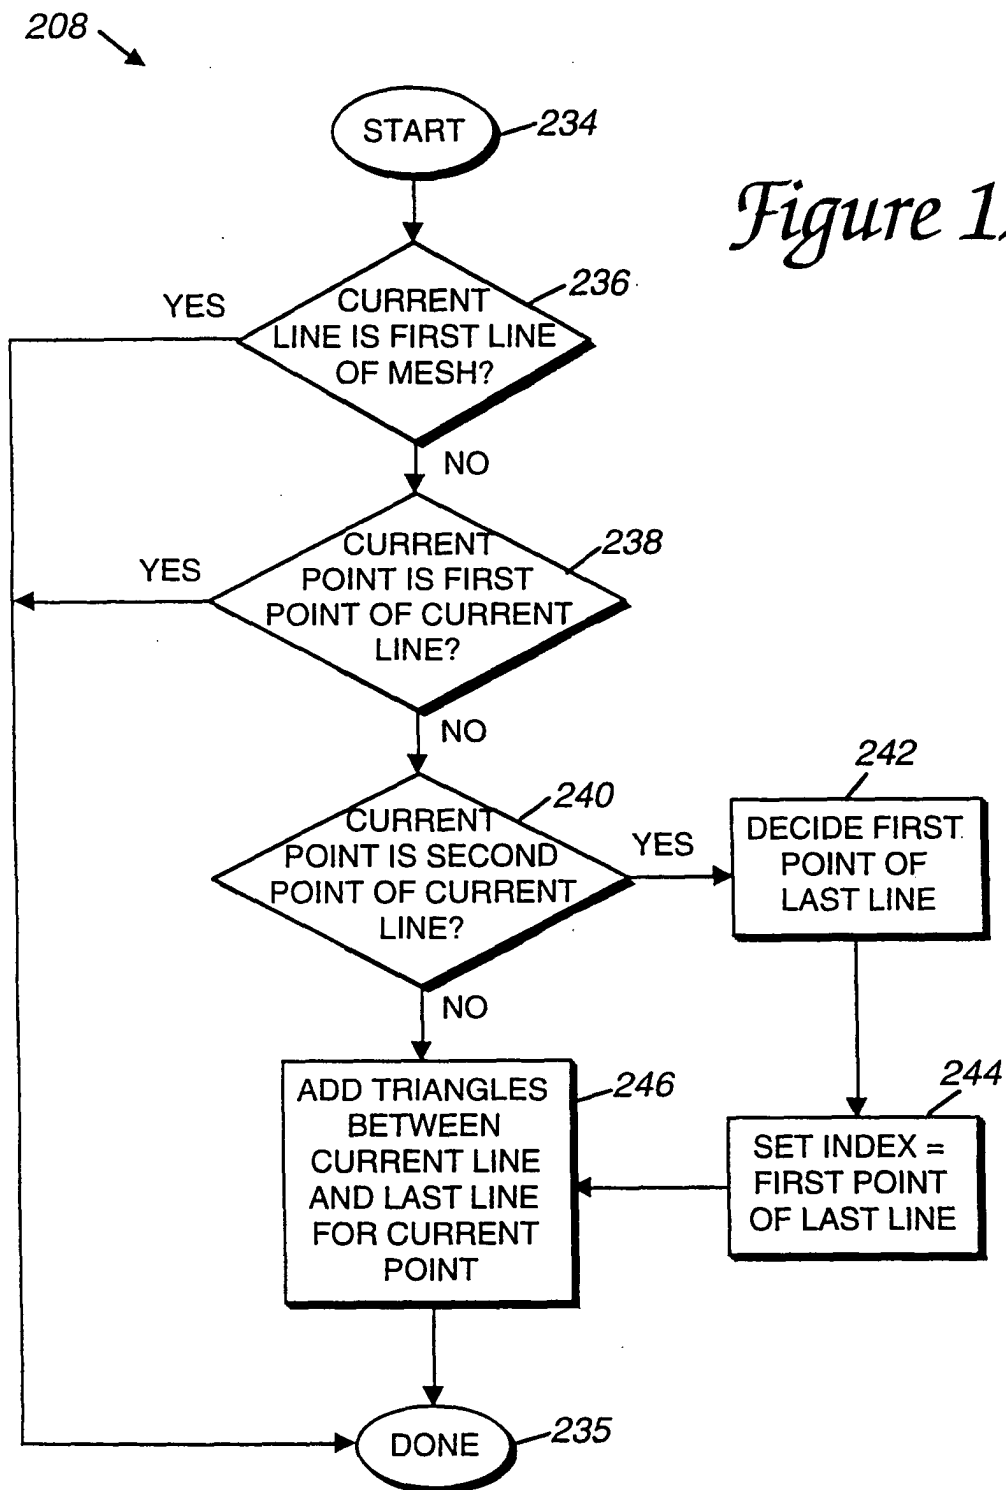 208
START
234
Figure 1
CURRENT
LINE IS FIRST LINE
OF MESH?
236
YES
NO
CURRENT
POINT IS FIRST
POINT OF CURRENT
LINE?
238
YES
NO
CURRENT
POINT IS SECOND
POINT OF CURRENT
LINE?
240
YES
DECIDE FIRST
POINT OF
LAST LINE
242
NO
ADD TRIANGLES
BETWEEN
CURRENT LINE
AND LAST LINE
FOR CURRENT
POINT
246
SET INDEX =
FIRST POINT
OF LAST LINE
244
DONE
235